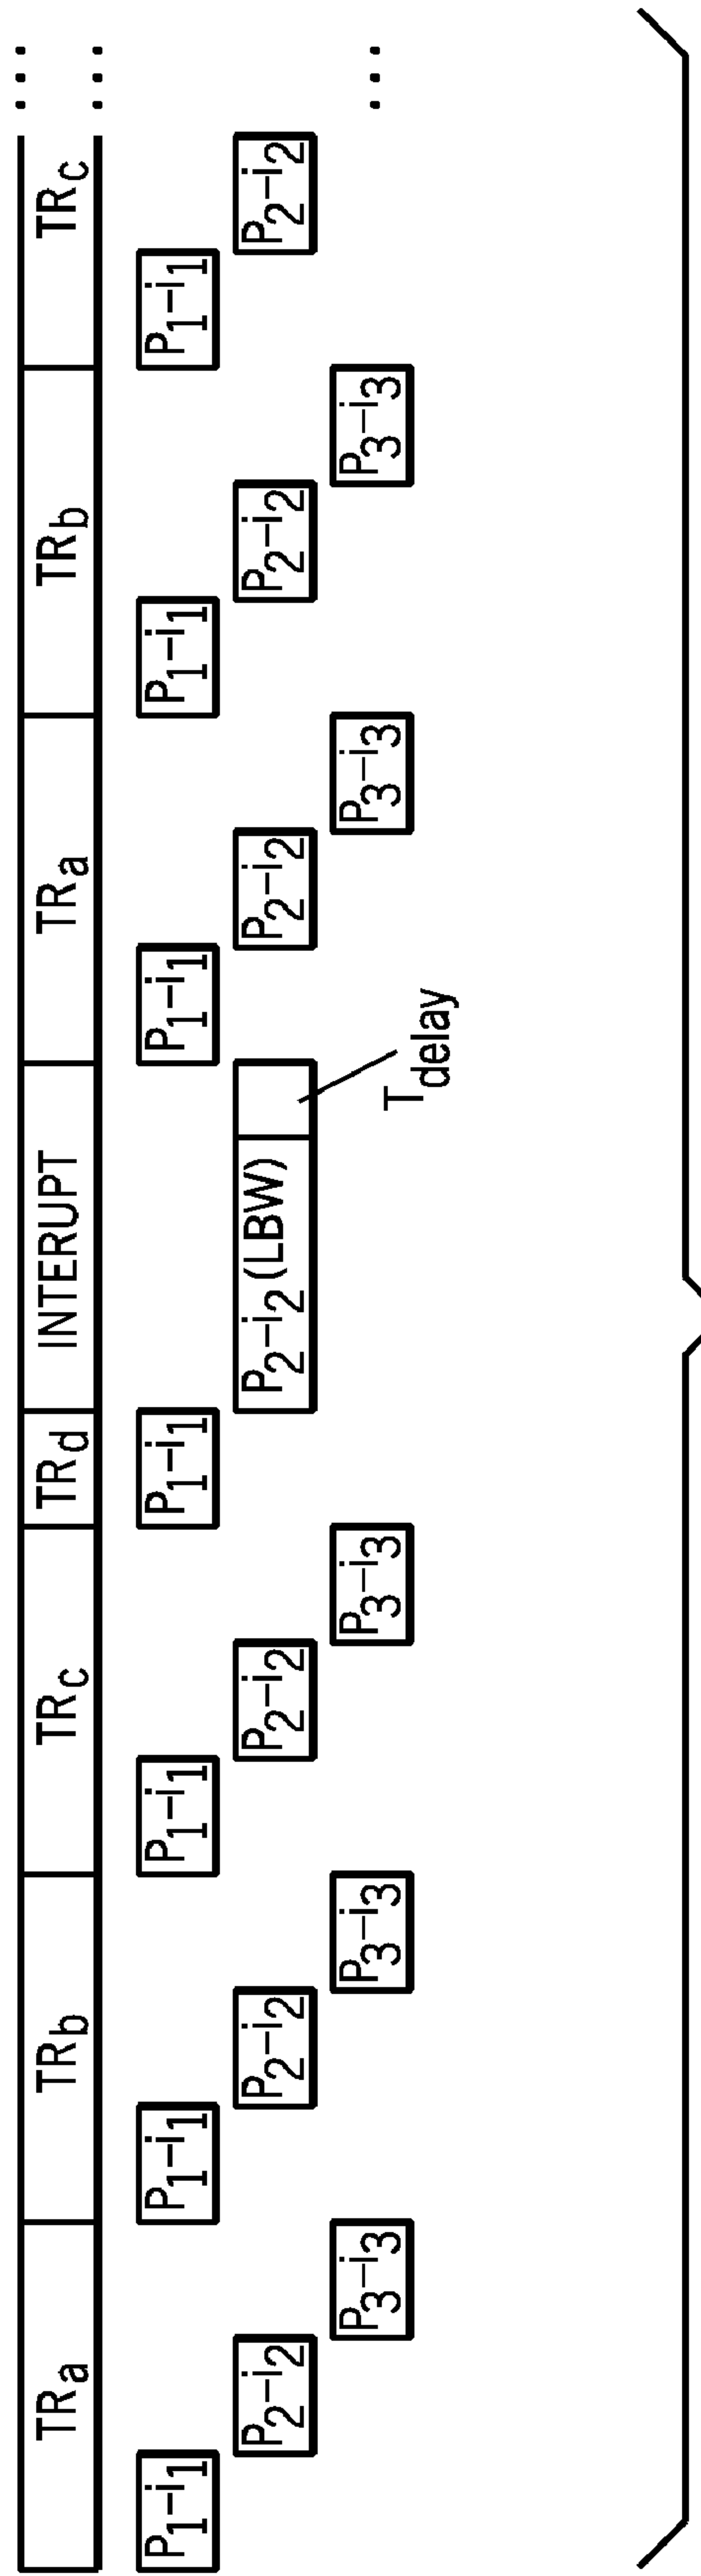 TRa TRb TRc TRd INTERUPT TRa TRb TRc ...
P1-i1 P1-i1 P1-i1 P1-i1 P1-i1 P1-i1 P1-i1
P2-i2 P2-i2 P2-i2 P2-i2 (LBW) P2-i2 P2-i2 P2-i2
P3-i3 P3-i3 P3-i3 P3-i3 P3-i3 ...
Tdelay